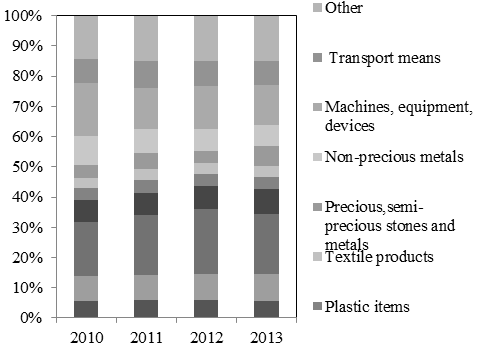 100%
90%
80%
70%
60%
50%
40%
30%
20%
10%
0%
2010 2011 2012 2013
Other
Transport means
Machines, equipment,
devices
Non-precious metals
Precious,semi-
precious stones and
metals
Textile products
Plastic items